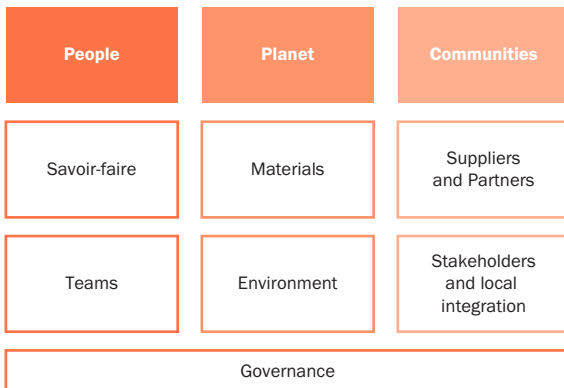 People
Planet
Communities
Savoir-faire
Materials
Suppliers
and Partners
Teams
Environment
Stakeholders
and local
integration
Governance